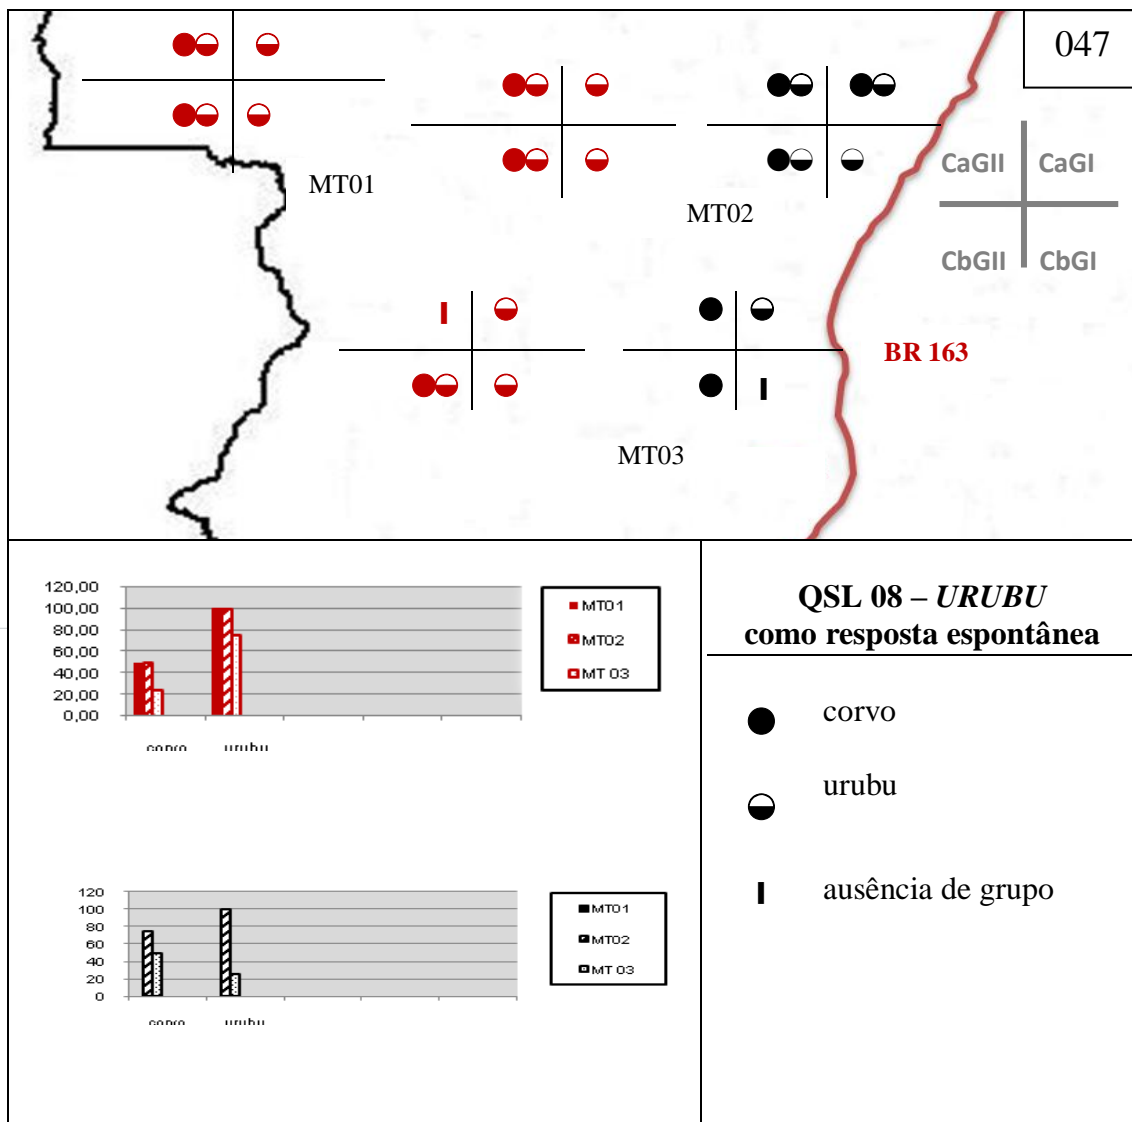 047
CaGII CaGI
CbGII CbGI
MT01
MT02
BR 163
MT03
120,00
100,00
80,00
60,00
40,00
20,00
0,00
urubu
MT01
MT02
MT 03
120
100
80
60
40
20
0
urubu
MT01
MT02
MT 03
QSL 08 – URUBU
como resposta espontânea
corvo
urubu
ausência de grupo